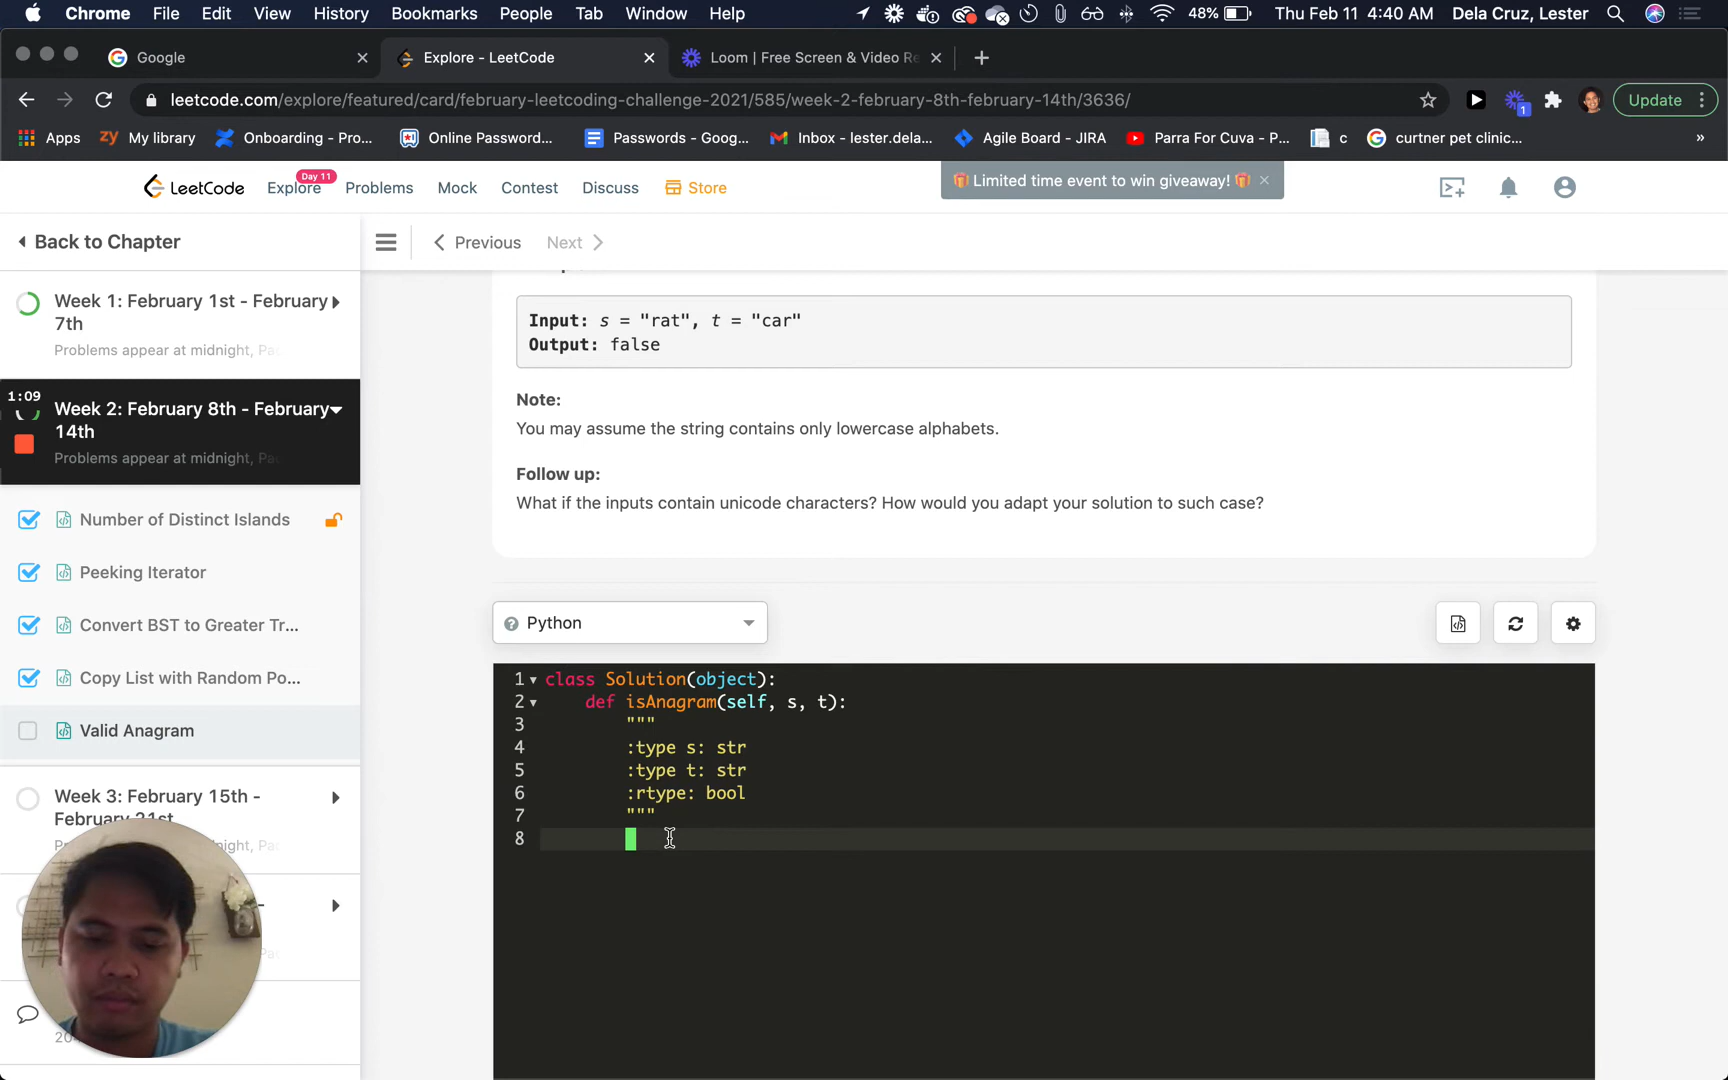 Chrome File Edit View History Bookmarks People Tab Window Help 48% Thu Feb 11 4:40 AM Dela Cruz, Lester
Google Explore - LeetCode Loom | Free Screen & Video Re
leetcode.com/explore/featured/card/february-leetcoding-challenge-2021/585/week-2-february-8th-february-14th/3636/ 1 Update
Apps zy My library Onboarding - Pro... Online Password... Passwords - Goog... Inbox - lester.dela... Agile Board - JIRA Parra For Cuva - P... c curtner pet clinic... »
LeetCode Explore Day 11 Problems Mock Contest Discuss Store Limited time event to win giveaway!
Back to Chapter Previous Next
Week 1: February 1st - February
7th
Problems appear at midnight, Pac
1:09
Week 2: February 8th - February
14th
Problems appear at midnight, Pac
Number of Distinct Islands
Peeking Iterator
Convert BST to Greater Tr...
Copy List with Random Po...
Valid Anagram
Week 3: February 15th -
February 21st
Input: s = "rat", t = "car"
Output: false
Note:
You may assume the string contains only lowercase alphabets.
Follow up:
What if the inputs contain unicode characters? How would you adapt your solution to such case?
Python
1 class Solution(object):
2 def isAnagram(self, s, t):
3 """
4 :type s: str
5 :type t: str
6 :rtype: bool
7 """
8